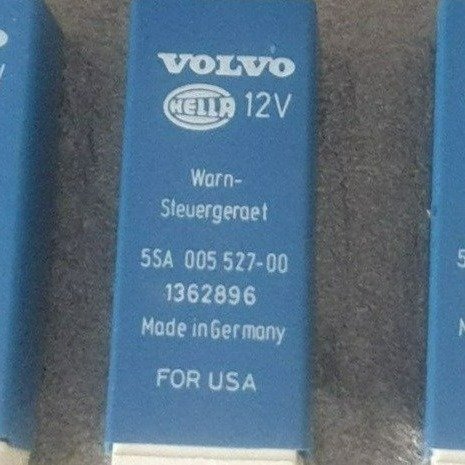 VOLVO
HELLA 12V
Warn-
Steuergeraet
5SA 005 527-00
1362896
Made in Germany
FOR USA